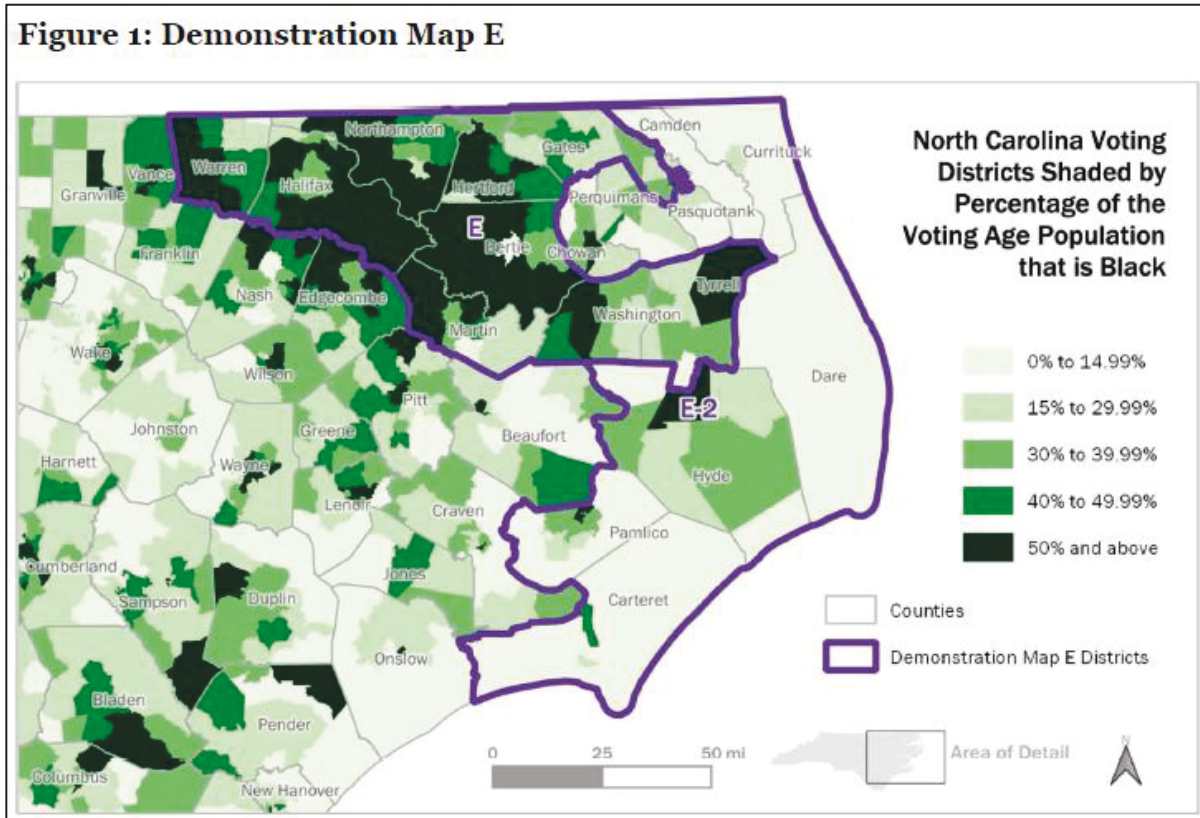 Figure 1: Demonstration Map E
North Carolina Voting
Districts Shaded by
Percentage of the
Voting Age Population
that is Black
0% to 14.99%
15% to 29.99%
30% to 39.99%
40% to 49.99%
50% and above
Counties
Demonstration Map E Districts
Area of Detail
N
0 25 50 mi
Camden
Currituck
Northampton
Gates
Warren
Vance
Granville
Halifax
Hertford
Perquimans
Pasquotank
E
Bertie
Chowan
Franklin
Nash
Edgecombe
Tyrrell
Martin
Washington
Wake
Wilson
Dare
Pitt
E-2
Johnston
Greene
Beaufort
Harnett
Wayne
Hyde
Lenoir
Craven
Pamlico
Cumberland
Jones
Sampson
Duplin
Carteret
Onslow
Bladen
Pender
Columbus
New Hanover